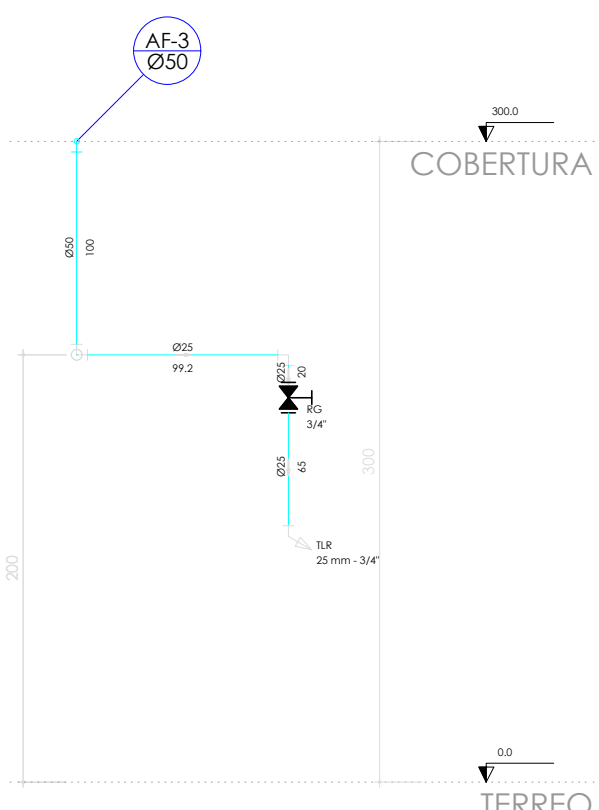 AF-3
Ø50
300.0
COBERTURA
Ø50
100
Ø25
99.2
Ø25
20
RG
3/4"
Ø25
65
300
TLR
25 mm - 3/4"
200
0.0
TERREO